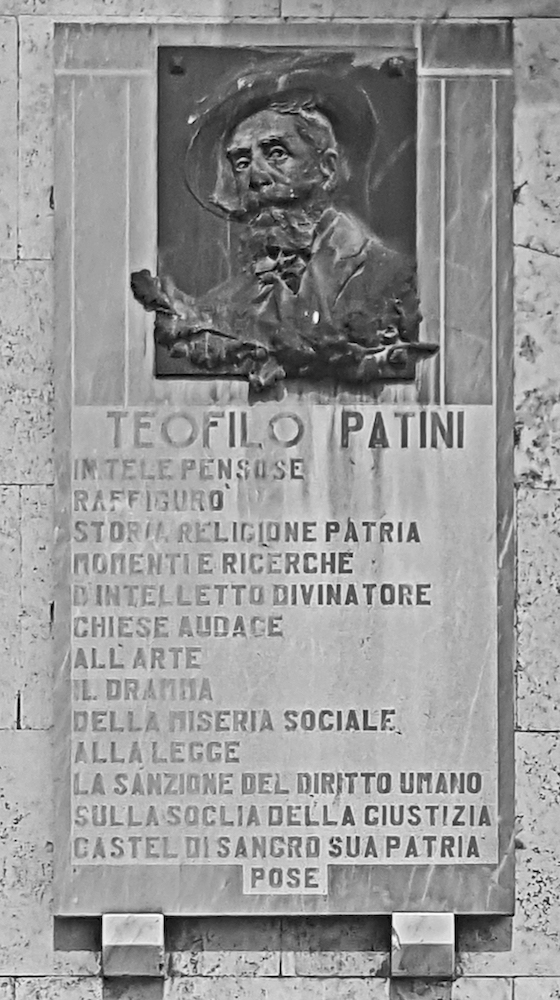 TEOFILO PATINI
IN TELE PENSOSE
RAFFIGURO'
STORIA RELIGIONE PATRIA
MOMENTI E RICERCHE
D'INTELLETTO DIVINATORE
CHIESE AUDACE
ALL'ARTE
IL DRAMMA
DELLA MISERIA SOCIALE
ALLA LEGGE
LA SANZIONE DEL DIRITTO UMANO
SULLA SOGLIA DELLA GIUSTIZIA
CASTEL DI SANGRO SUA PATRIA
POSE